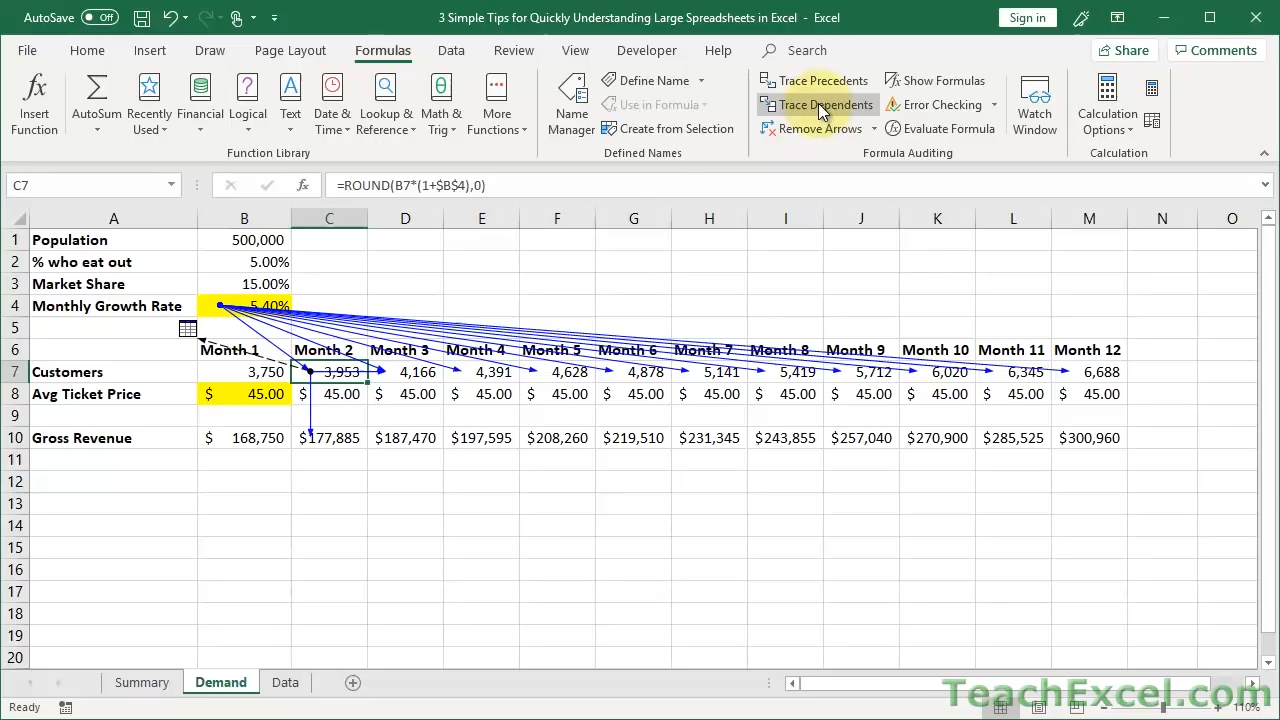 AutoSave Off 3 Simple Tips for Quickly Understanding Large Spreadsheets in Excel - Excel Sign in
File Home Insert Draw Page Layout Formulas Data Review View Developer Help Search Share Comments
Insert Function
AutoSum
Recently Used
Financial
Logical
Text
Date & Time
Lookup & Reference
Math & Trig
More Functions
Function Library
Name Manager
Define Name
Use in Formula
Create from Selection
Defined Names
Trace Precedents
Trace Dependents
Remove Arrows
Show Formulas
Error Checking
Evaluate Formula
Watch Window
Formula Auditing
Calculation Options
Calculation
C7 fx =ROUND(B7*(1+$B$4),0)
A B C D E F G H I J K L M N O
1 Population 500,000
2 % who eat out 5.00%
3 Market Share 15.00%
4 Monthly Growth Rate 5.40%
5
6 Month 1 Month 2 Month 3 Month 4 Month 5 Month 6 Month 7 Month 8 Month 9 Month 10 Month 11 Month 12
7 Customers 3,750 3,953 4,166 4,391 4,628 4,878 5,141 5,419 5,712 6,020 6,345 6,688
8 Avg Ticket Price $ 45.00 $ 45.00 $ 45.00 $ 45.00 $ 45.00 $ 45.00 $ 45.00 $ 45.00 $ 45.00 $ 45.00 $ 45.00 $ 45.00
9
10 Gross Revenue $ 168,750 $177,885 $187,470 $197,595 $208,260 $219,510 $231,345 $243,855 $257,040 $270,900 $285,525 $300,960
11
12
13
14
15
16
17
18
19
20
Summary Demand Data
TeachExcel.com
Ready 110%